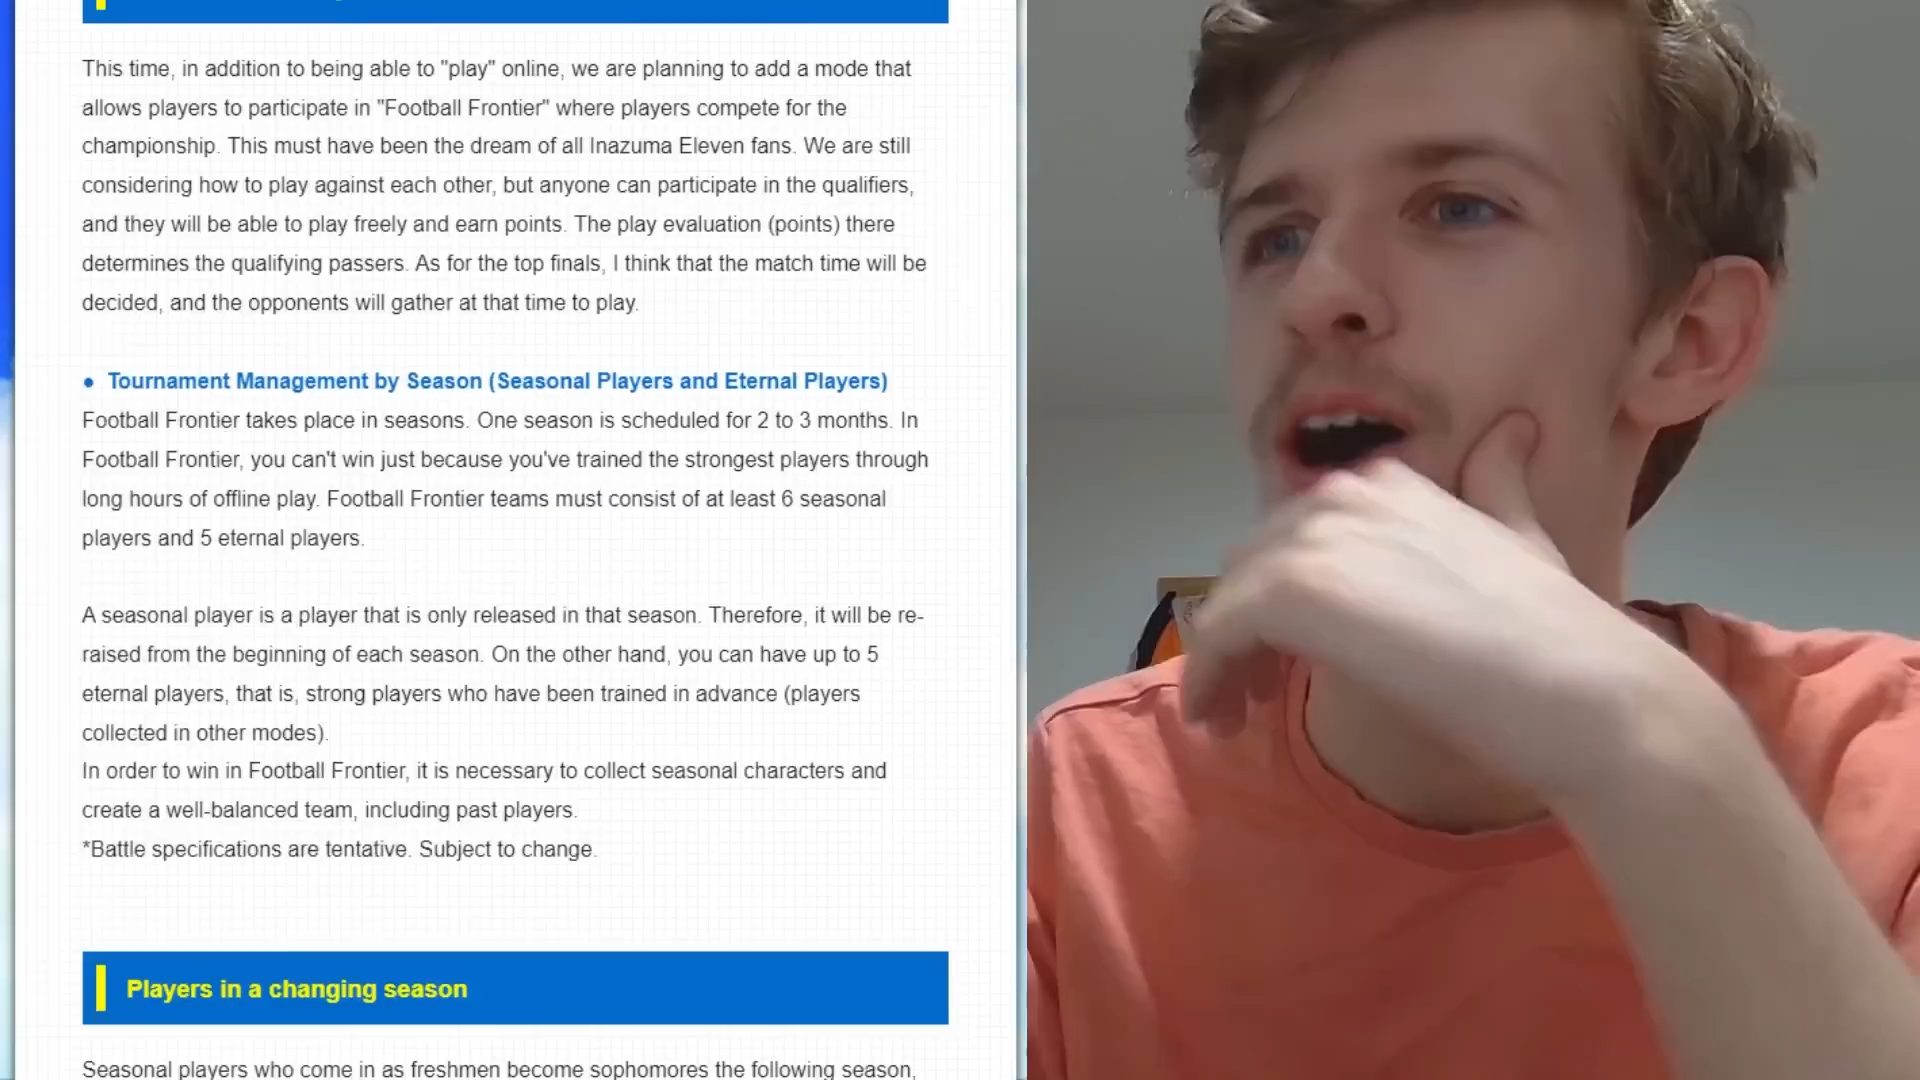 This time, in addition to being able to "play" online, we are planning to add a mode that
allows players to participate in "Football Frontier" where players compete for the
championship. This must have been the dream of all Inazuma Eleven fans. We are still
considering how to play against each other, but anyone can participate in the qualifiers,
and they will be able to play freely and earn points. The play evaluation (points) there
determines the qualifying passers. As for the top finals, I think that the match time will be
decided, and the opponents will gather at that time to play.
● Tournament Management by Season (Seasonal Players and Eternal Players)
Football Frontier takes place in seasons. One season is scheduled for 2 to 3 months. In
Football Frontier, you can't win just because you've trained the strongest players through
long hours of offline play. Football Frontier teams must consist of at least 6 seasonal
players and 5 eternal players.
A seasonal player is a player that is only released in that season. Therefore, it will be re-
raised from the beginning of each season. On the other hand, you can have up to 5
eternal players, that is, strong players who have been trained in advance (players
collected in other modes).
In order to win in Football Frontier, it is necessary to collect seasonal characters and
create a well-balanced team, including past players.
*Battle specifications are tentative. Subject to change.
Players in a changing season
Seasonal players who come in as freshmen become sophomores the following season,